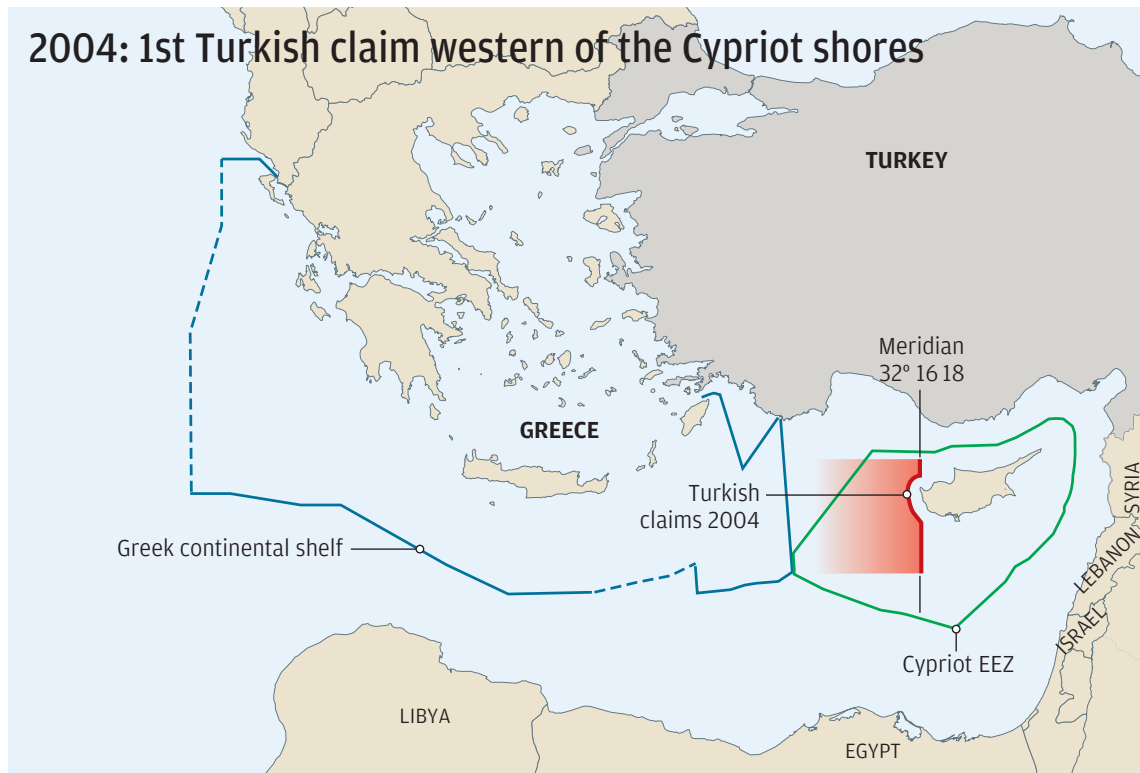 2004: 1st Turkish claim western of the Cypriot shores
TURKEY
Meridian
32º 16 18
GREECE
Turkish
claims 2004
SYRIA
Greek continental shelf
LEBANON
ISRAEL
Cypriot EEZ
LIBYA
EGYPT